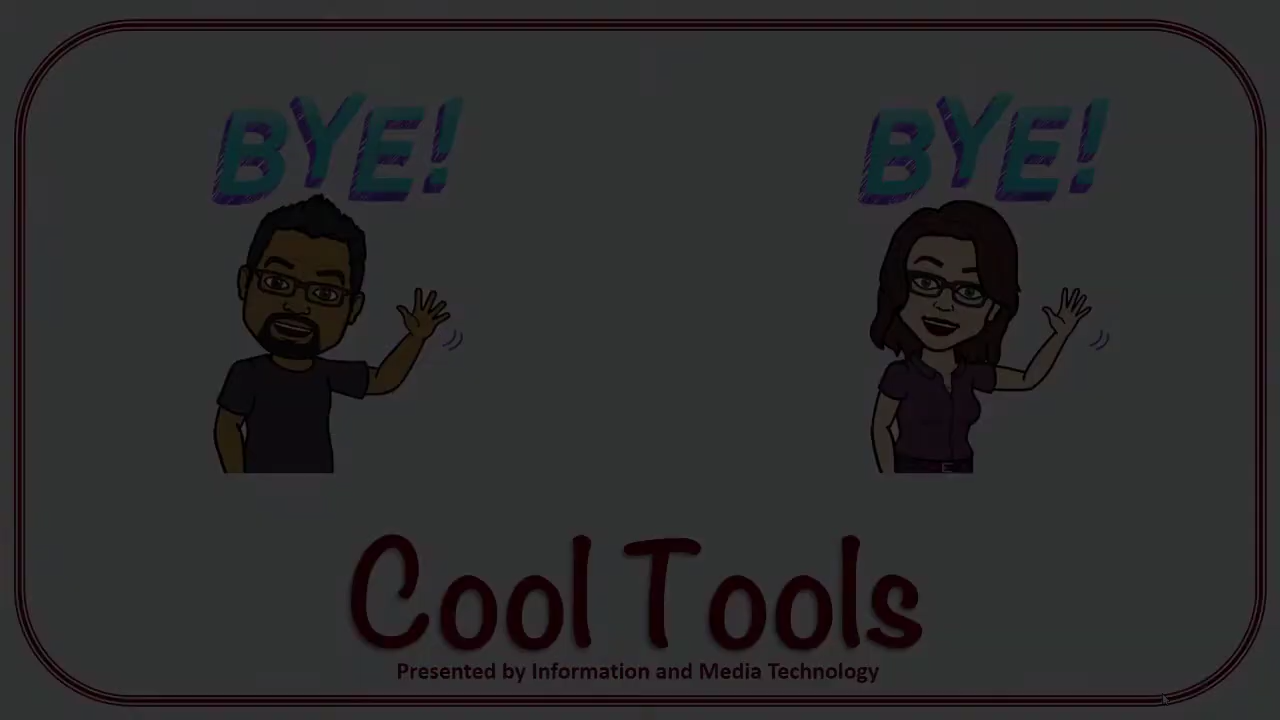 BYE! BYE!
Cool Tools
Presented by Information and Media Technology